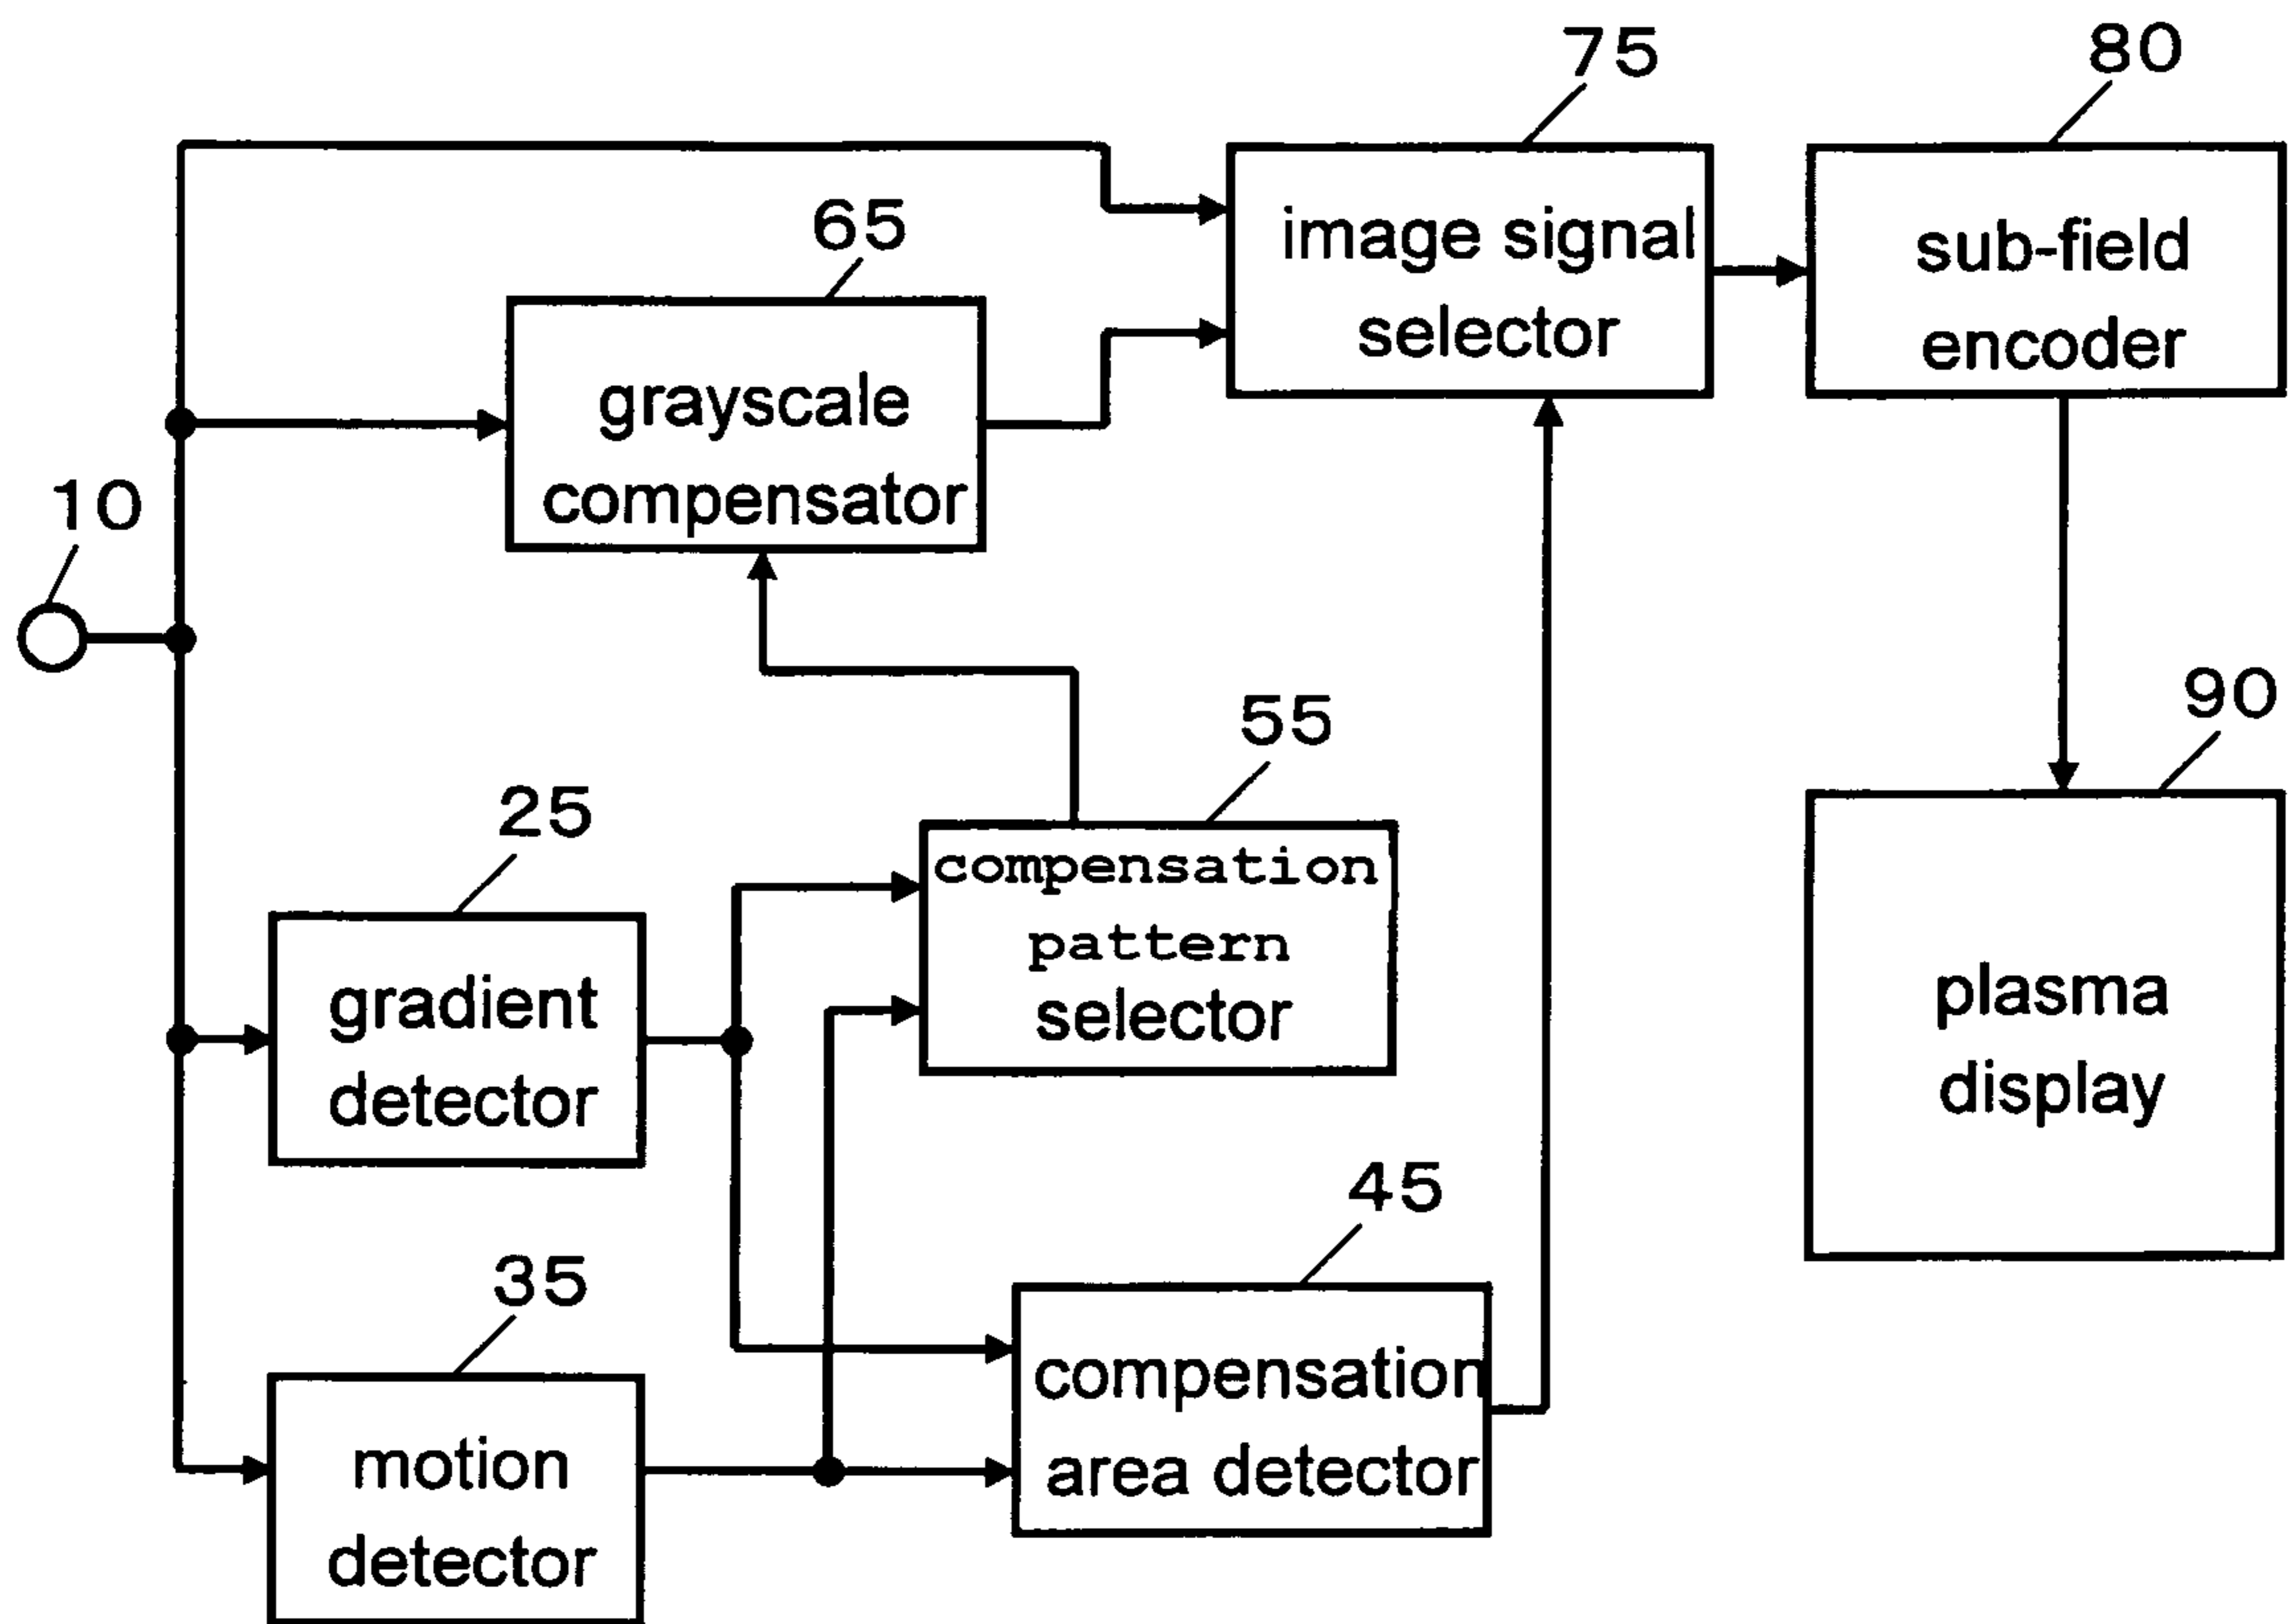 75
80
image signal
selector
sub-field
encoder
65
grayscale
compensator
10
55
compensation
pattern
selector
90
plasma
display
25
gradient
detector
45
compensation
area detector
35
motion
detector